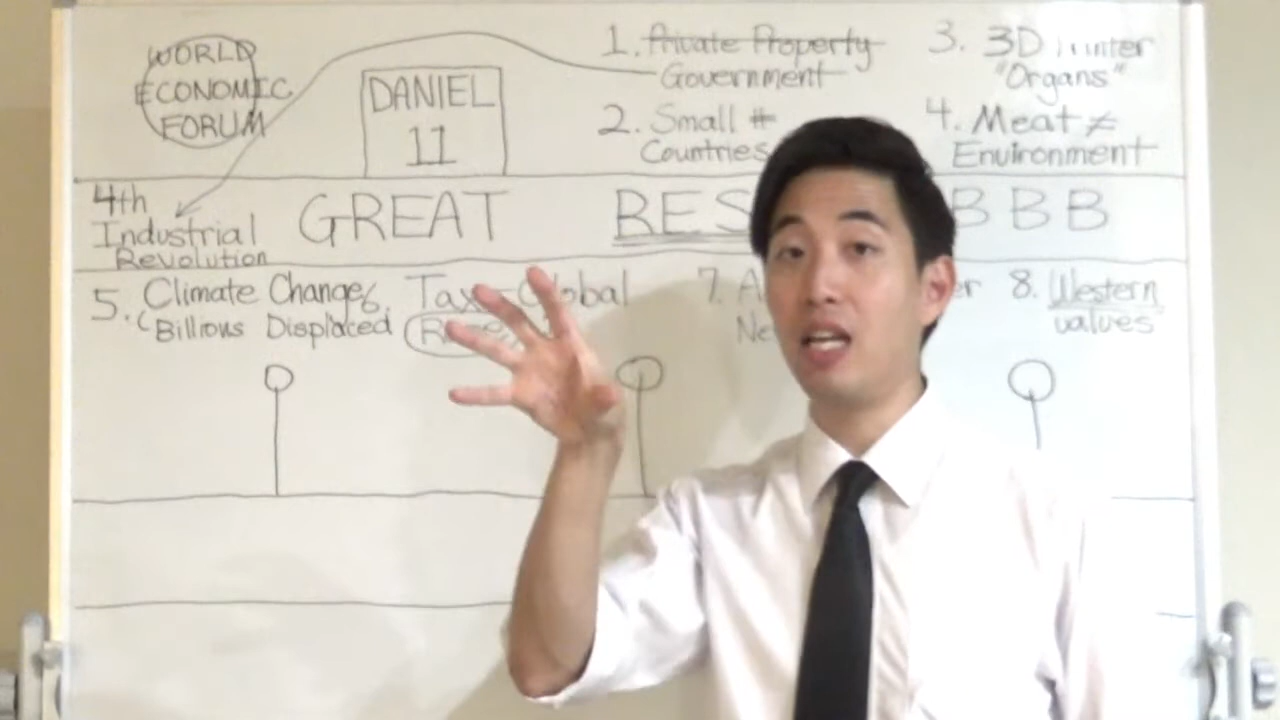 WORLD
ECONOMIC
FORUM
DANIEL
11
1. Private Property
Government
2. Small #
Countries
3. 3D
"Organs"
4. Meat ≠
Environment
4th
Industrial
Revolution
GREAT
RES
BBB
5. Climate Change
Billions Displaced
6. Tax-Global
7.
8. Western
values"